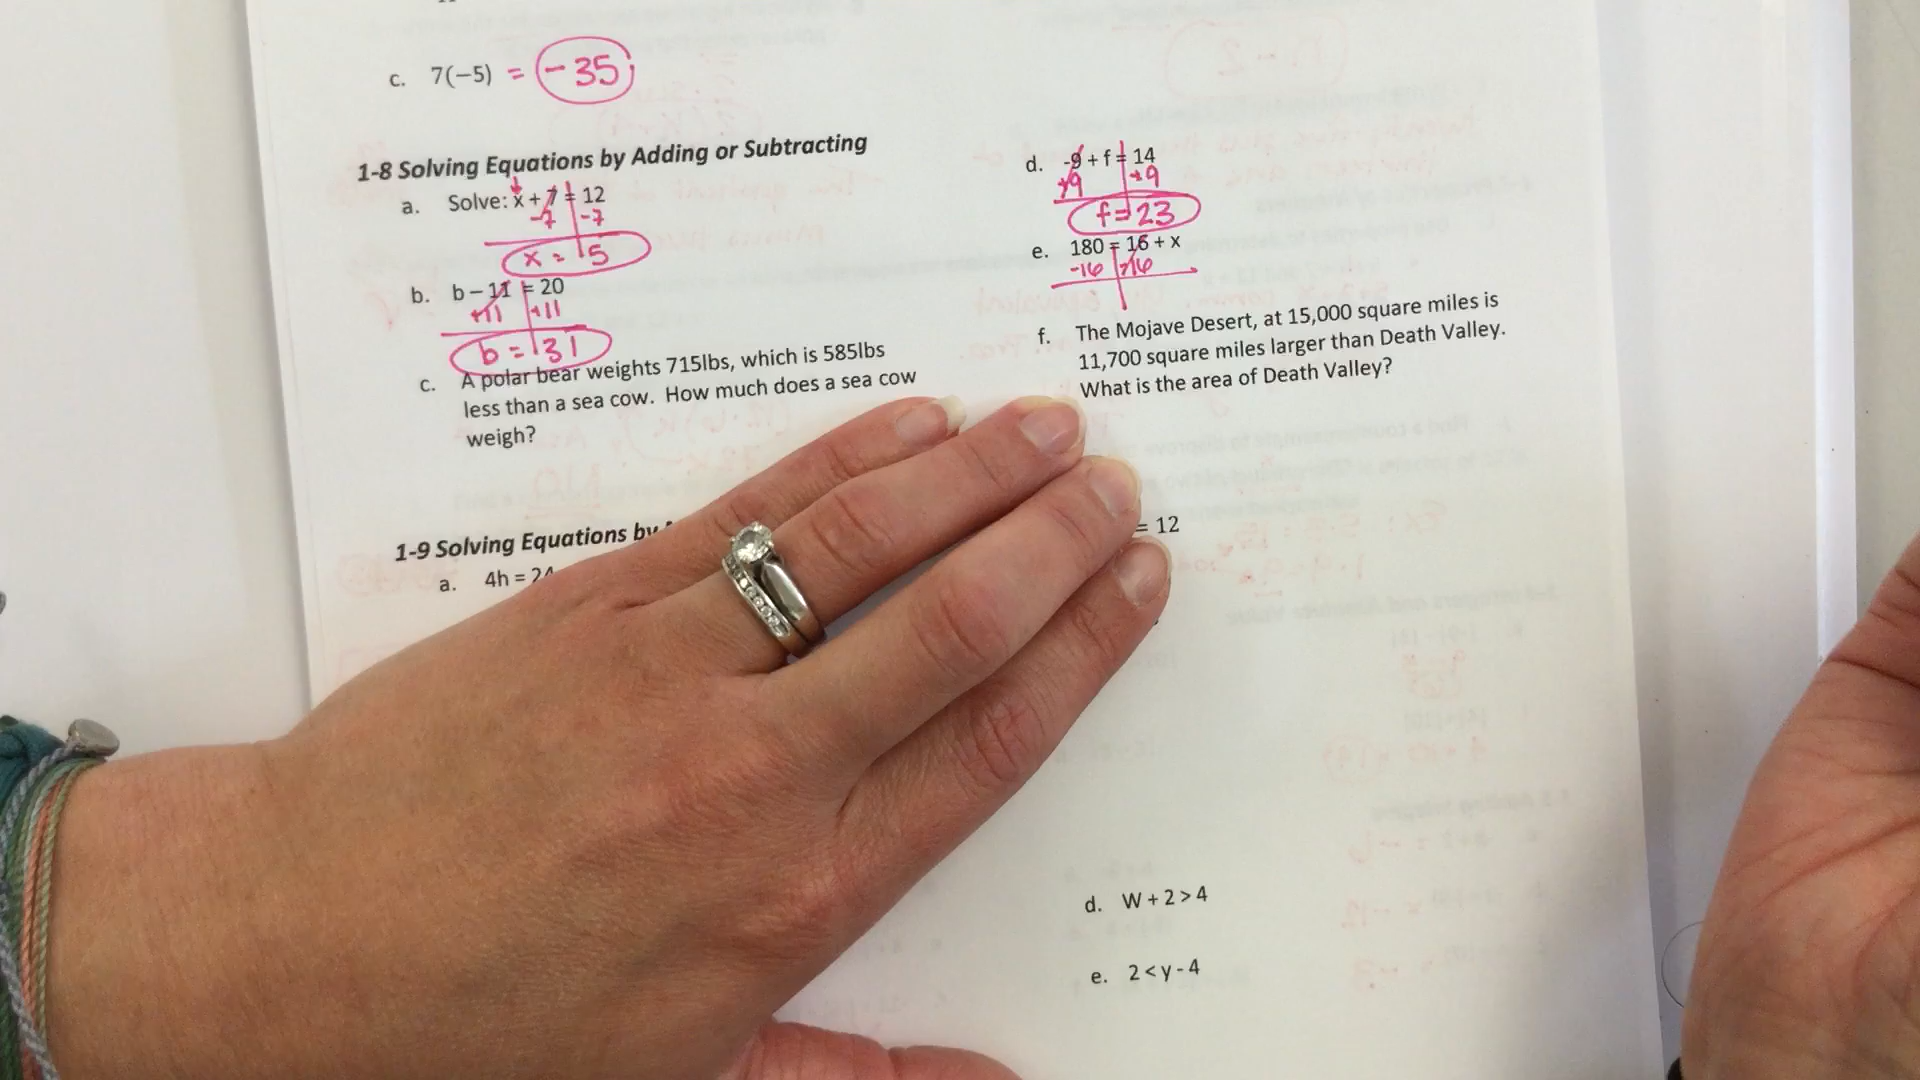 c. 7(−5) = −35
1-8 Solving Equations by Adding or Subtracting
a. Solve: x + 7 = 12
−7 −7
x = 5
b. b − 11 = 20
+11 +11
b = 31
c. A polar bear weights 715lbs, which is 585lbs
less than a sea cow. How much does a sea cow
weigh?
d. -9 + f = 14
+9 +9
f = 23
e. 180 = 16 + x
-16 -16
f. The Mojave Desert, at 15,000 square miles is
11,700 square miles larger than Death Valley.
What is the area of Death Valley?
1-9 Solving Equations by
a. 4h = 24
= 12
d. W + 2 > 4
e. 2 < y - 4